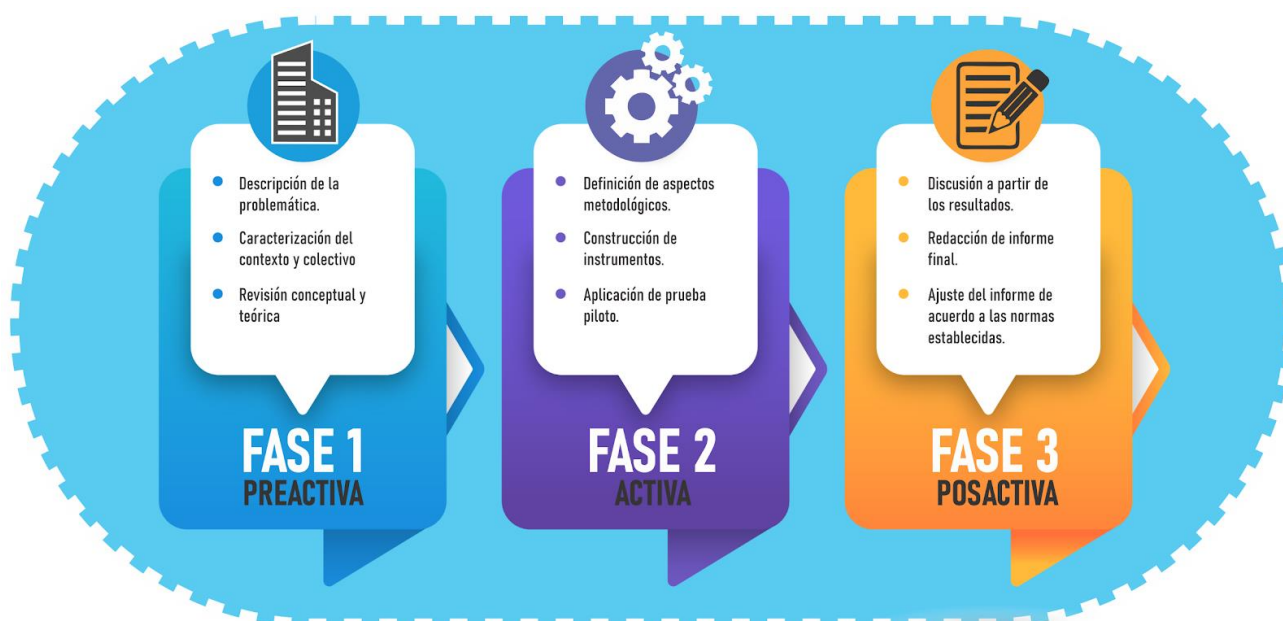 Descripción de la
problemática.
Caracterización del
contexto y colectivo
Revisión conceptual y
teórica
FASE 1
PREACTIVA
Definición de aspectos
metodológicos.
Construcción de
instrumentos.
Aplicación de prueba
piloto.
FASE 2
ACTIVA
Discusión a partir de
los resultados.
Redacción de informe
final.
Ajuste del informe de
acuerdo a las normas
establecidas.
FASE 3
POSACTIVA